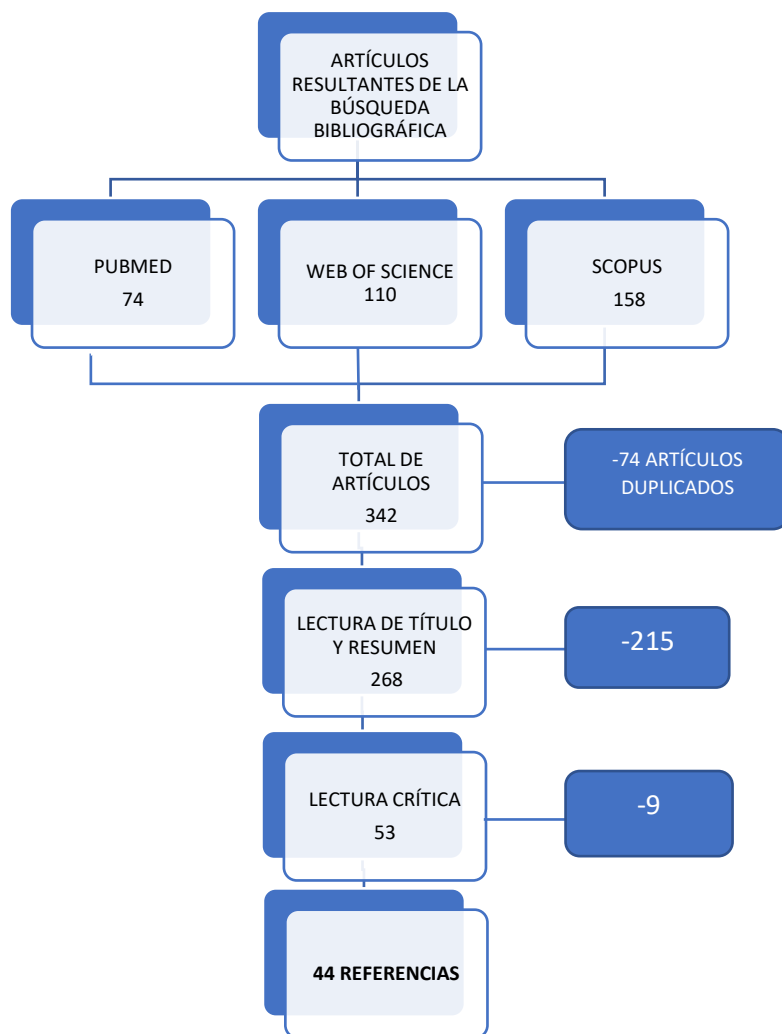 ARTÍCULOS
RESULTANTES DE LA
BÚSQUEDA
BIBLIOGRÁFICA
PUBMED
74
WEB OF SCIENCE
110
SCOPUS
158
TOTAL DE
ARTÍCULOS
342
-74 ARTÍCULOS
DUPLICADOS
LECTURA DE TÍTULO
Y RESUMEN
268
-215
LECTURA CRÍTICA
53
-9
44 REFERENCIAS